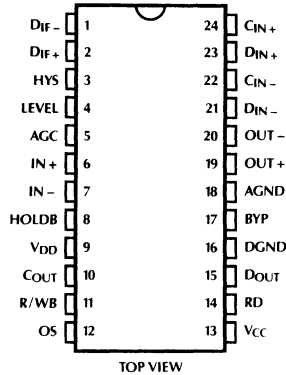 DIF− 1 24 CIN+
DIF+ 2 23 DIN+
HYS 3 22 CIN−
LEVEL 4 21 DIN−
AGC 5 20 OUT−
IN+ 6 19 OUT+
IN− 7 18 AGND
HOLDB 8 17 BYP
VDD 9 16 DGND
COUT 10 15 DOUT
R/WB 11 14 RD
OS 12 13 VCC
TOP VIEW